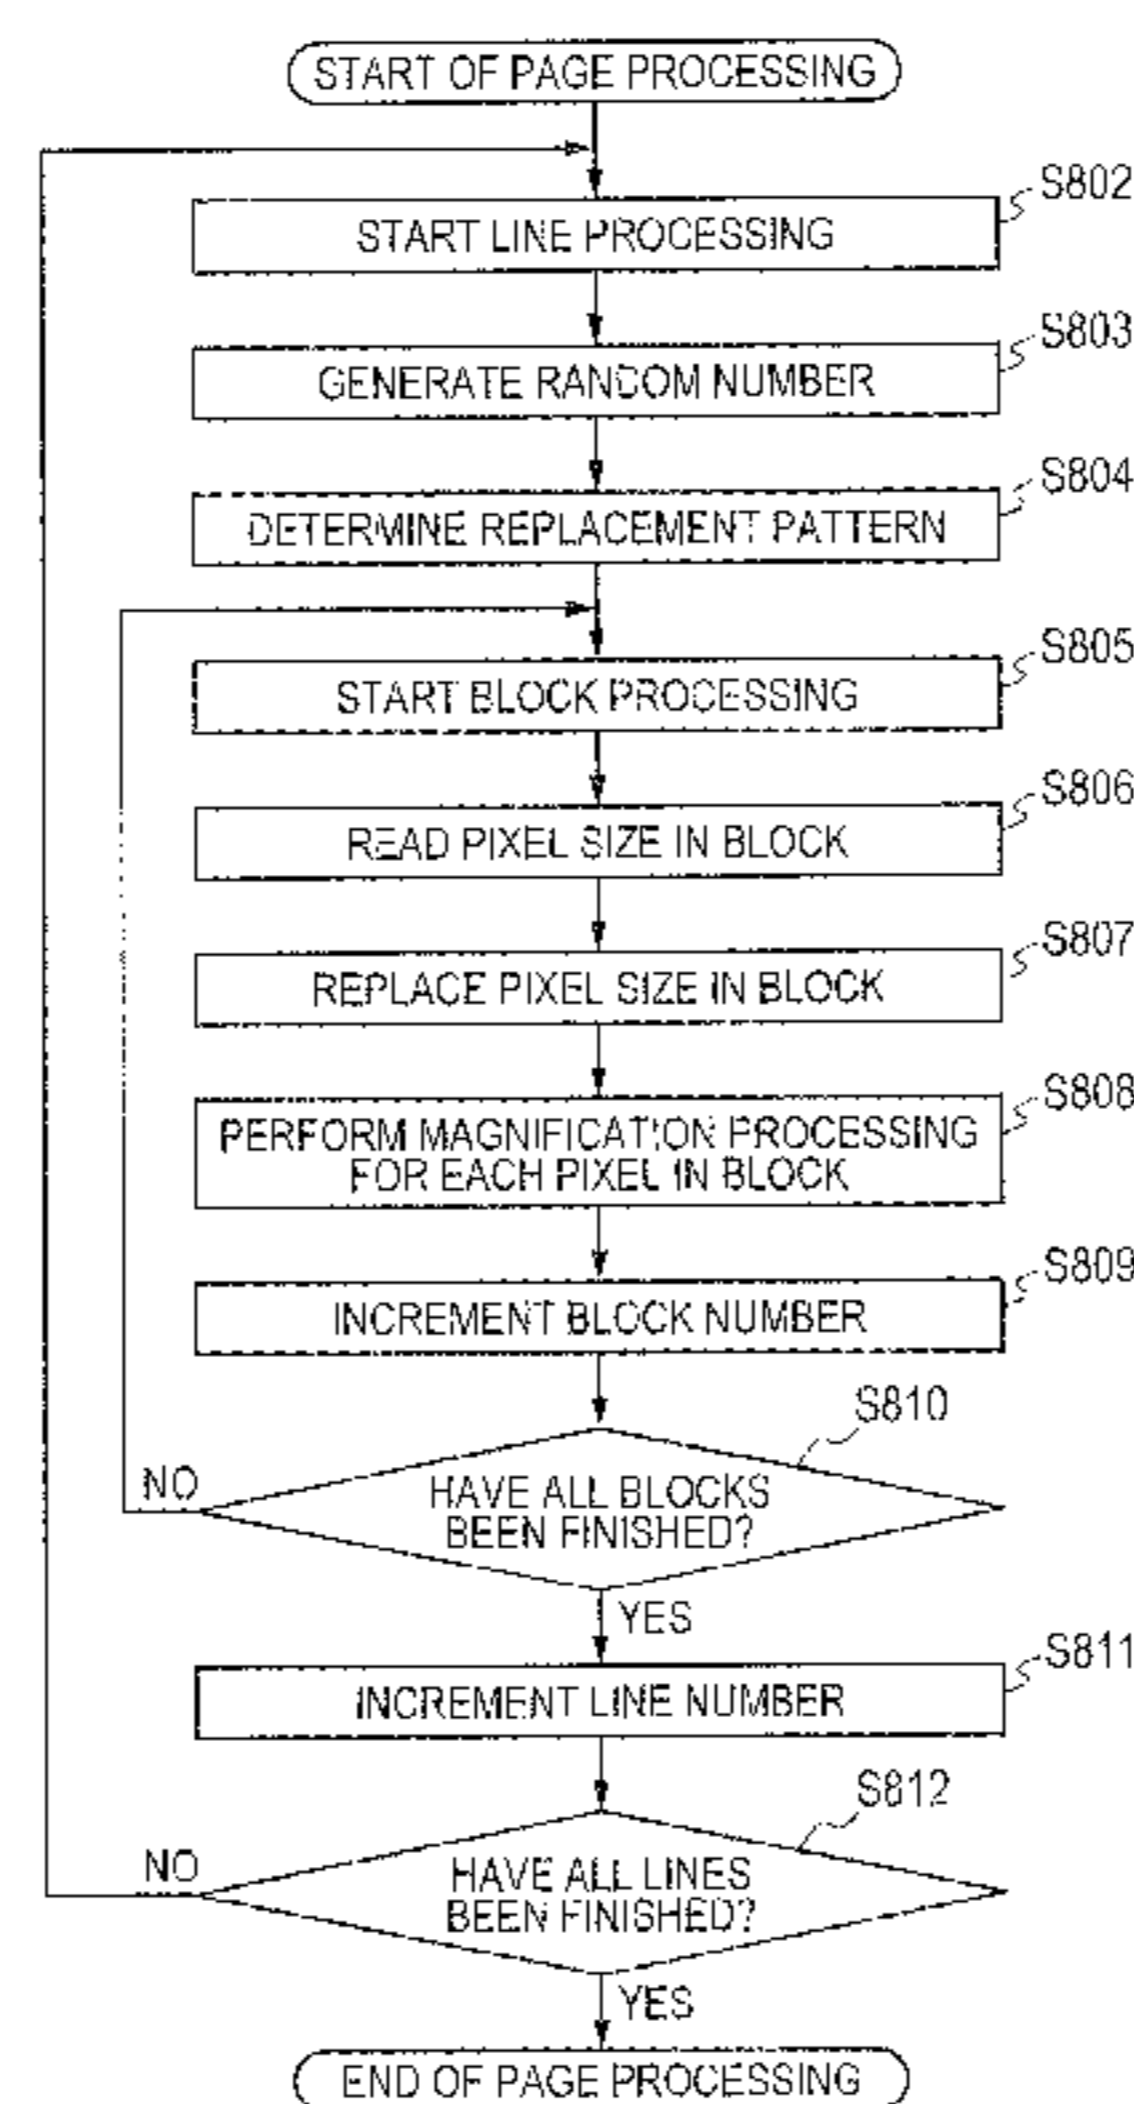 START OF PAGE PROCESSING
S802
START LINE PROCESSING
S803
GENERATE RANDOM NUMBER
S804
DETERMINE REPLACEMENT PATTERN
S805
START BLOCK PROCESSING
S806
READ PIXEL SIZE IN BLOCK
S807
REPLACE PIXEL SIZE IN BLOCK
S808
PERFORM MAGNIFICATION PROCESSING
FOR EACH PIXEL IN BLOCK
S809
INCREMENT BLOCK NUMBER
S810
NO
HAVE ALL BLOCKS
BEEN FINISHED?
YES
S811
INCREMENT LINE NUMBER
S812
NO
HAVE ALL LINES
BEEN FINISHED?
YES
END OF PAGE PROCESSING